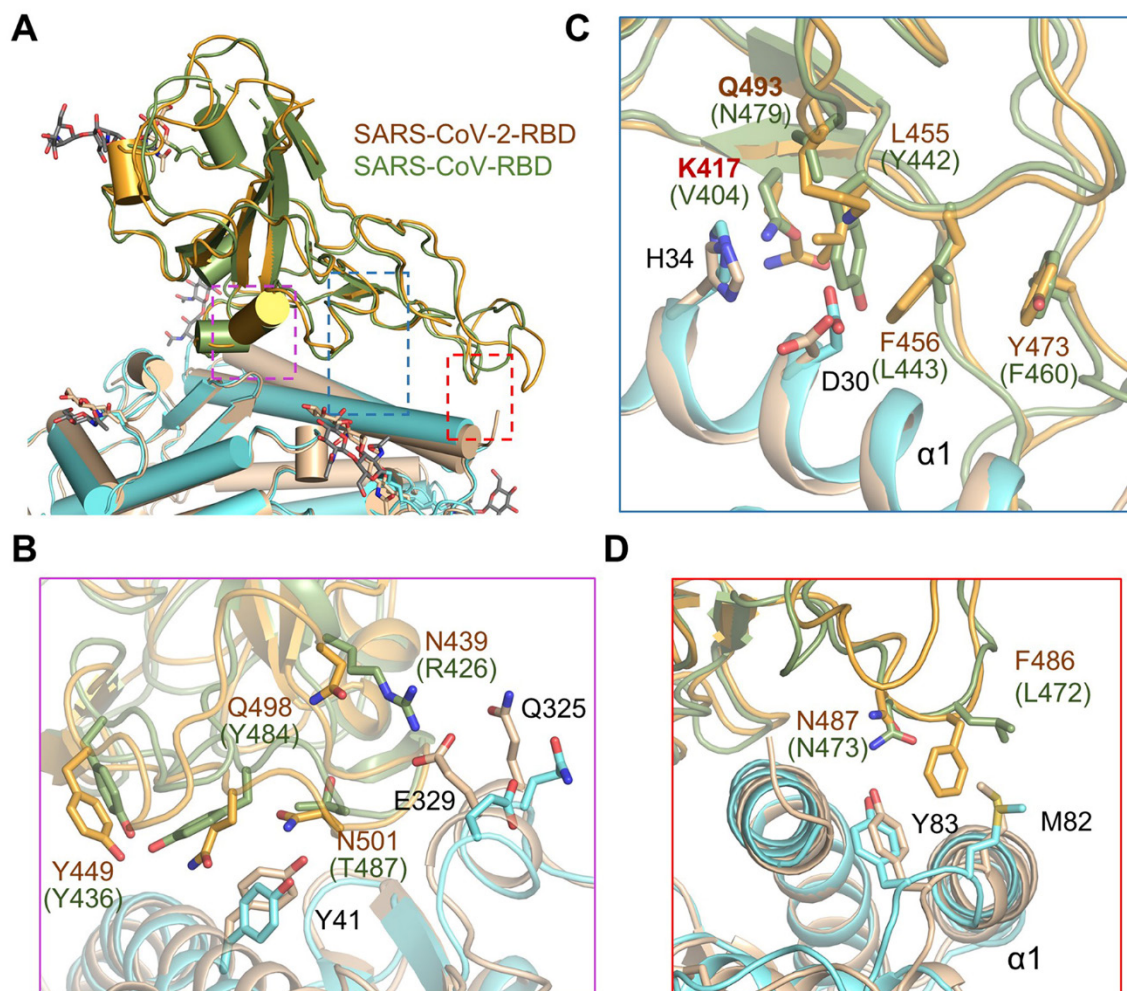 A
SARS-CoV-2-RBD
SARS-CoV-RBD
C
Q493
(N479)
L455
(Y442)
K417
(V404)
H34
D30
F456
(L443)
Y473
(F460)
α1
B
N439
(R426)
Q498
(Y484)
Q325
E329
N501
(T487)
Y449
(Y436)
Y41
D
F486
(L472)
N487
(N473)
Y83
M82
α1